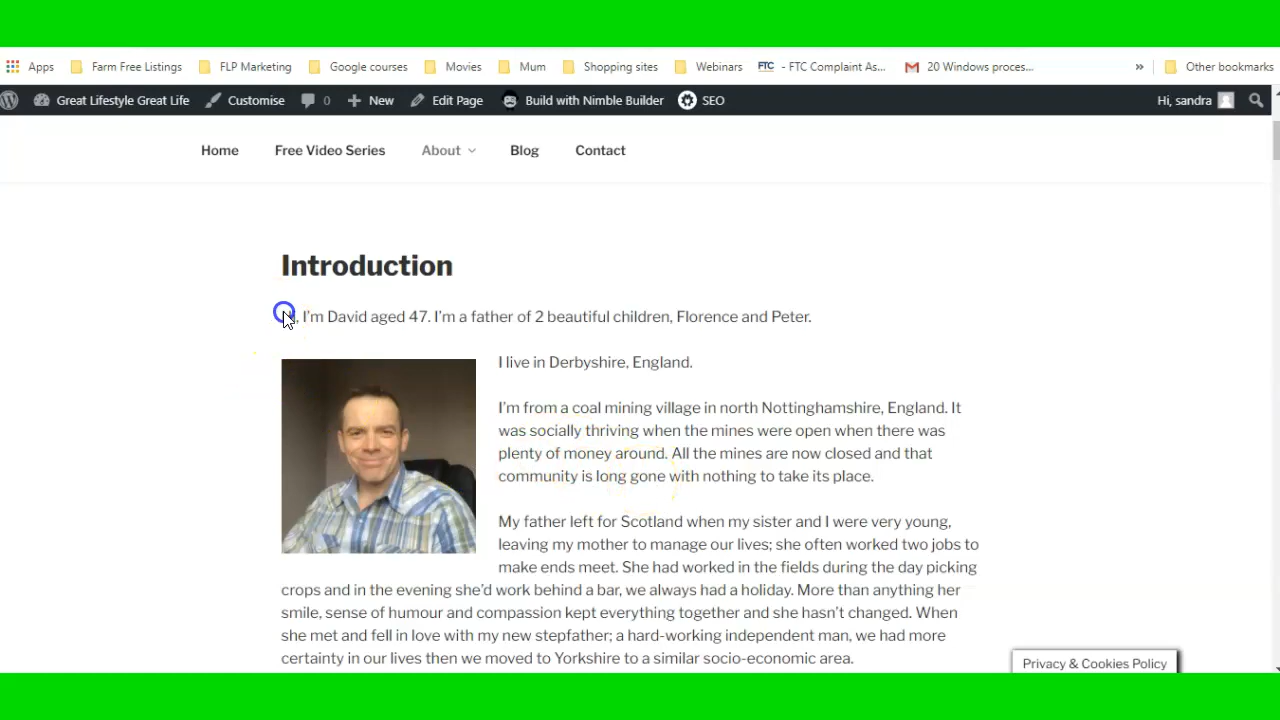 Apps Farm Free Listings FLP Marketing Google courses Movies Mum Shopping sites Webinars FTC - FTC Complaint As... 20 Windows proces... » Other bookmarks
Great Lifestyle Great Life Customise 0 New Edit Page Build with Nimble Builder SEO Hi, sandra
Home Free Video Series About Blog Contact
Introduction
I'm David aged 47. I'm a father of 2 beautiful children, Florence and Peter.
I live in Derbyshire, England.
I'm from a coal mining village in north Nottinghamshire, England. It
was socially thriving when the mines were open when there was
plenty of money around. All the mines are now closed and that
community is long gone with nothing to take its place.
My father left for Scotland when my sister and I were very young,
leaving my mother to manage our lives; she often worked two jobs to
make ends meet. She had worked in the fields during the day picking
crops and in the evening she'd work behind a bar, we always had a holiday. More than anything her
smile, sense of humour and compassion kept everything together and she hasn't changed. When
she met and fell in love with my new stepfather; a hard-working independent man, we had more
certainty in our lives then we moved to Yorkshire to a similar socio-economic area.
Privacy & Cookies Policy